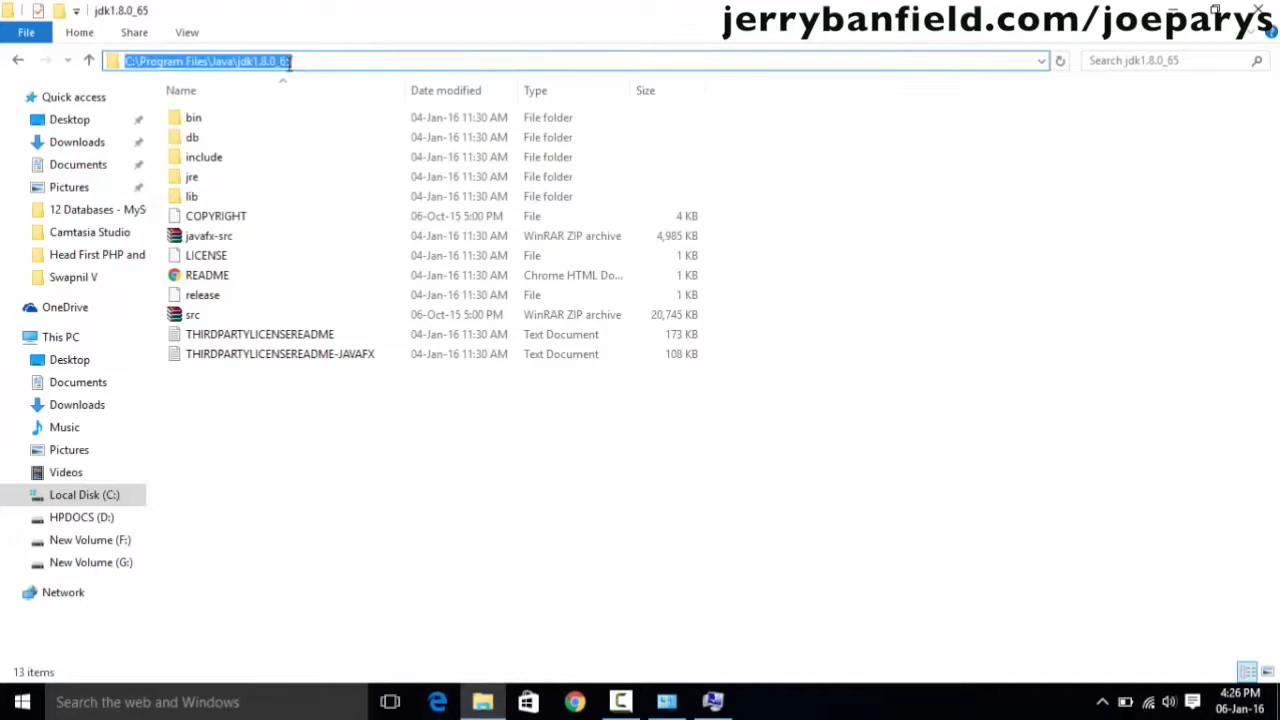 jdk1.8.0_65
jerrybanfield.com/joeparys
File Home Share View
C:\Program Files\Java\jdk1.8.0_65
Search jdk1.8.0_65
Name Date modified Type Size
Quick access
Desktop
Downloads
Documents
Pictures
12 Databases - MyS
Camtasia Studio
Head First PHP and
Swapnil V
OneDrive
This PC
Desktop
Documents
Downloads
Music
Pictures
Videos
Local Disk (C:)
HPDOCS (D:)
New Volume (F:)
New Volume (G:)
Network
bin 04-Jan-16 11:30 AM File folder
db 04-Jan-16 11:30 AM File folder
include 04-Jan-16 11:30 AM File folder
jre 04-Jan-16 11:30 AM File folder
lib 04-Jan-16 11:30 AM File folder
COPYRIGHT 06-Oct-15 5:00 PM File 4 KB
javafx-src 04-Jan-16 11:30 AM WinRAR ZIP archive 4,985 KB
LICENSE 04-Jan-16 11:30 AM File 1 KB
README 04-Jan-16 11:30 AM Chrome HTML Do... 1 KB
release 04-Jan-16 11:30 AM File 1 KB
src 06-Oct-15 5:00 PM WinRAR ZIP archive 20,745 KB
THIRDPARTYLICENSEREADME 04-Jan-16 11:30 AM Text Document 173 KB
THIRDPARTYLICENSEREADME-JAVAFX 04-Jan-16 11:30 AM Text Document 108 KB
13 items
Search the web and Windows
4:26 PM
06-Jan-16